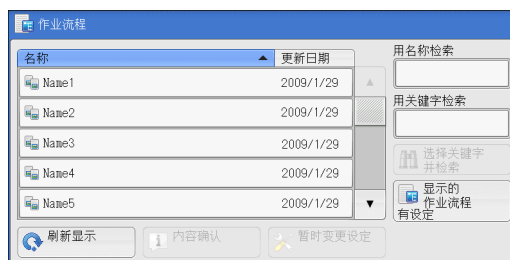 作业流程
名称 更新日期
Name1 2009/1/29
Name2 2009/1/29
Name3 2009/1/29
Name4 2009/1/29
Name5 2009/1/29
用名称检索
用关键字检索
选择关键字
并检索
显示的
作业流程
有设定
刷新显示 内容确认 暂时变更设定